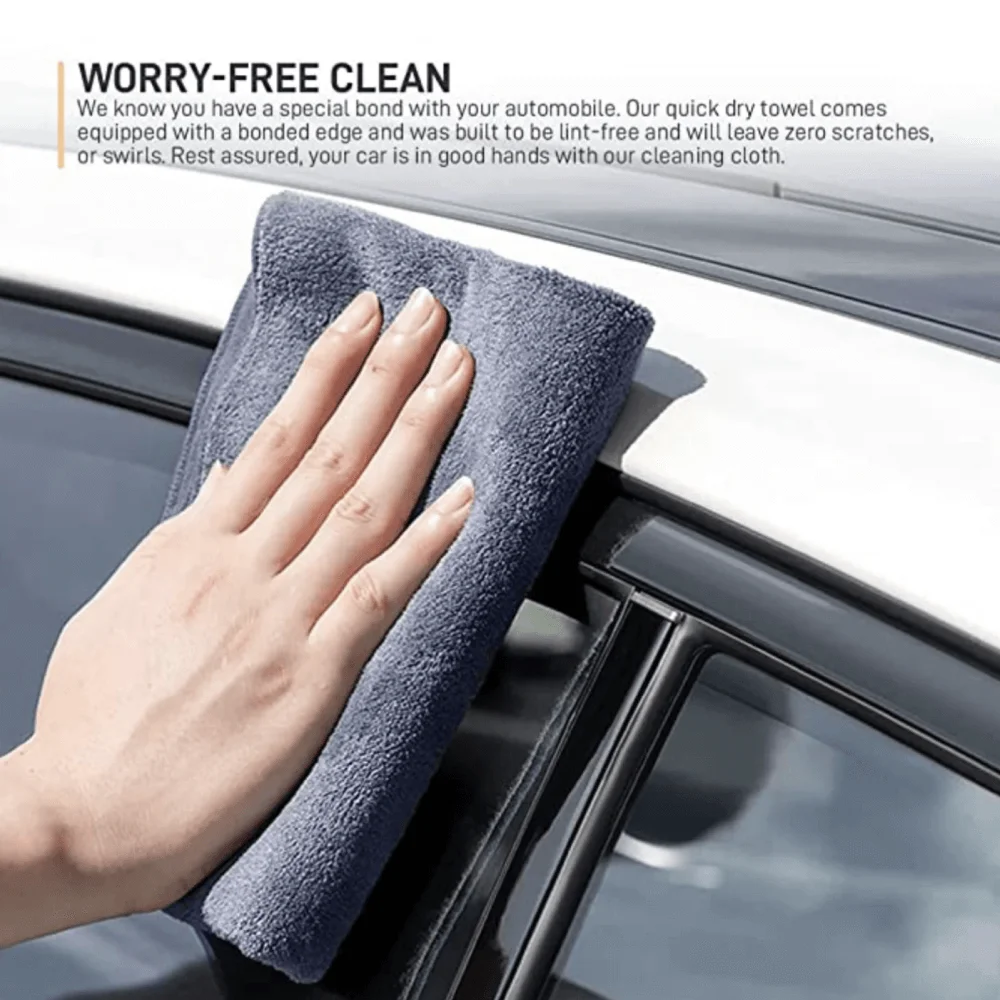 WORRY-FREE CLEAN
We know you have a special bond with your automobile. Our quick dry towel comes
equipped with a bonded edge and was built to be lint-free and will leave zero scratches,
or swirls. Rest assured, your car is in good hands with our cleaning cloth.